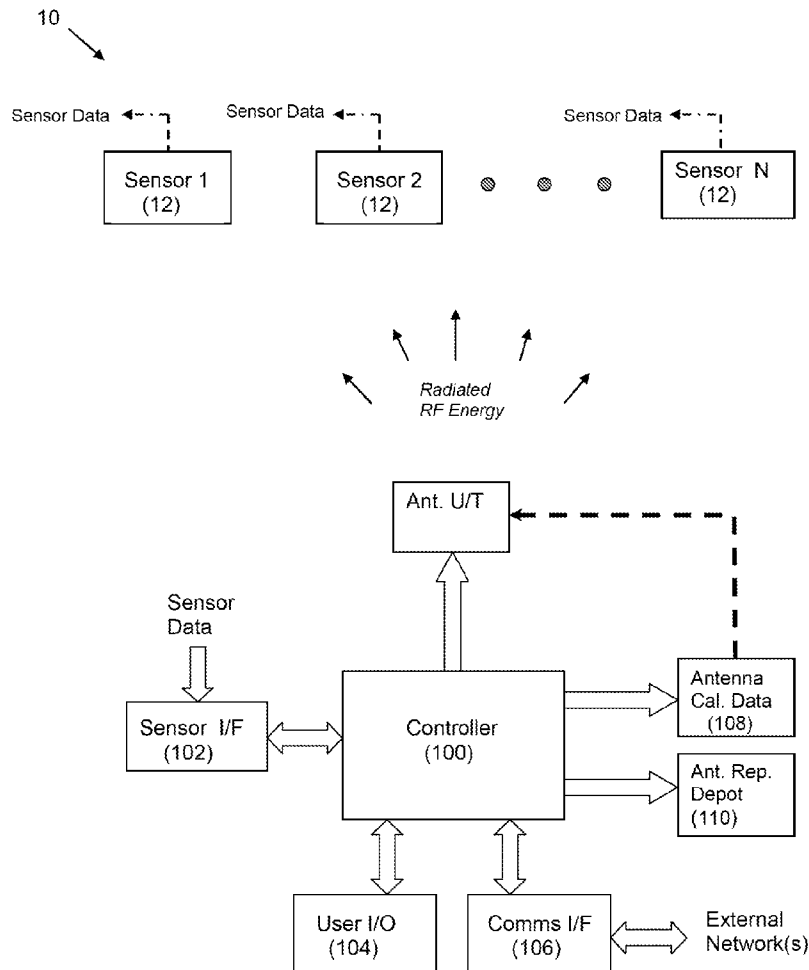 10
Sensor Data
Sensor Data
Sensor Data
Sensor 1
(12)
Sensor 2
(12)
Sensor N
(12)
Radiated
RF Energy
Ant. U/T
Sensor
Data
Sensor I/F
(102)
Controller
(100)
Antenna
Cal. Data
(108)
Ant. Rep.
Depot
(110)
User I/O
(104)
Comms I/F
(106)
External
Network(s)